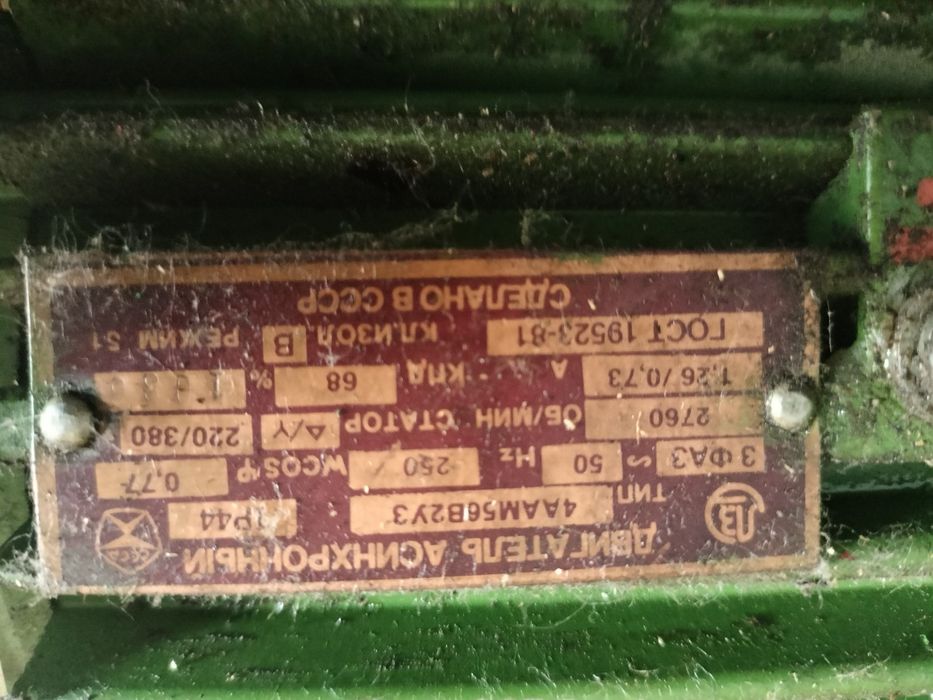 ДВИГАТЕЛЬ АСИНХРОННЫЙ
ТИП 4ААМ56В2У3 IP44
3 ФАЗ ~ 50 Hz 250 W COS φ 0,77
2760 ОБ/МИН СТАТОР Δ/Y 220/380
1,26/0,73 А КПД 68 %
ГОСТ 19523-81 КЛ.ИЗОЛ. В РЕЖИМ S1
СДЕЛАНО В СССР